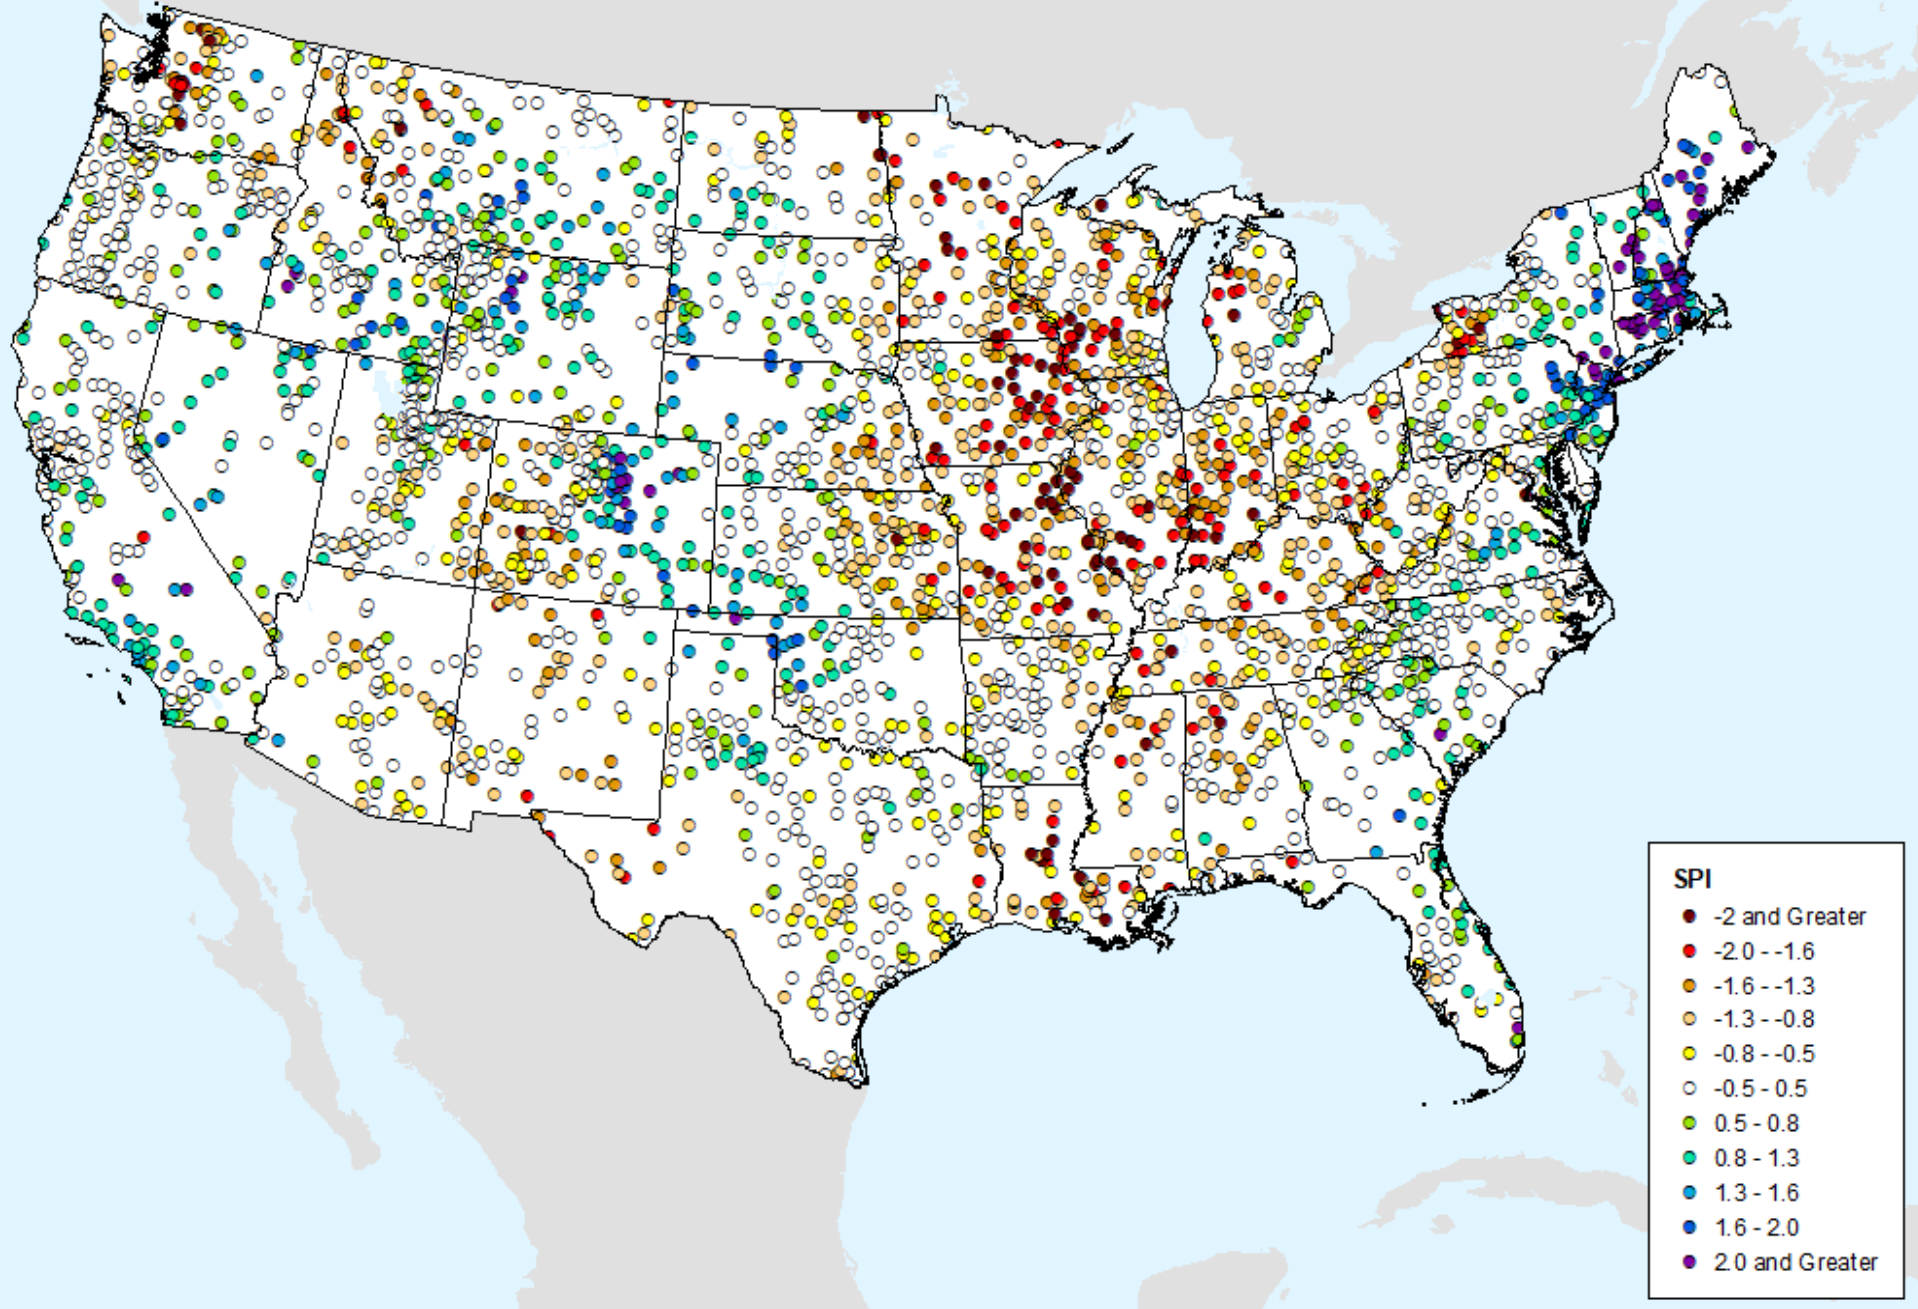 SPI
-2 and Greater
-2.0 - -1.6
-1.6 - -1.3
-1.3 - -0.8
-0.8 - -0.5
-0.5 - 0.5
0.5 - 0.8
0.8 - 1.3
1.3 - 1.6
1.6 - 2.0
2.0 and Greater